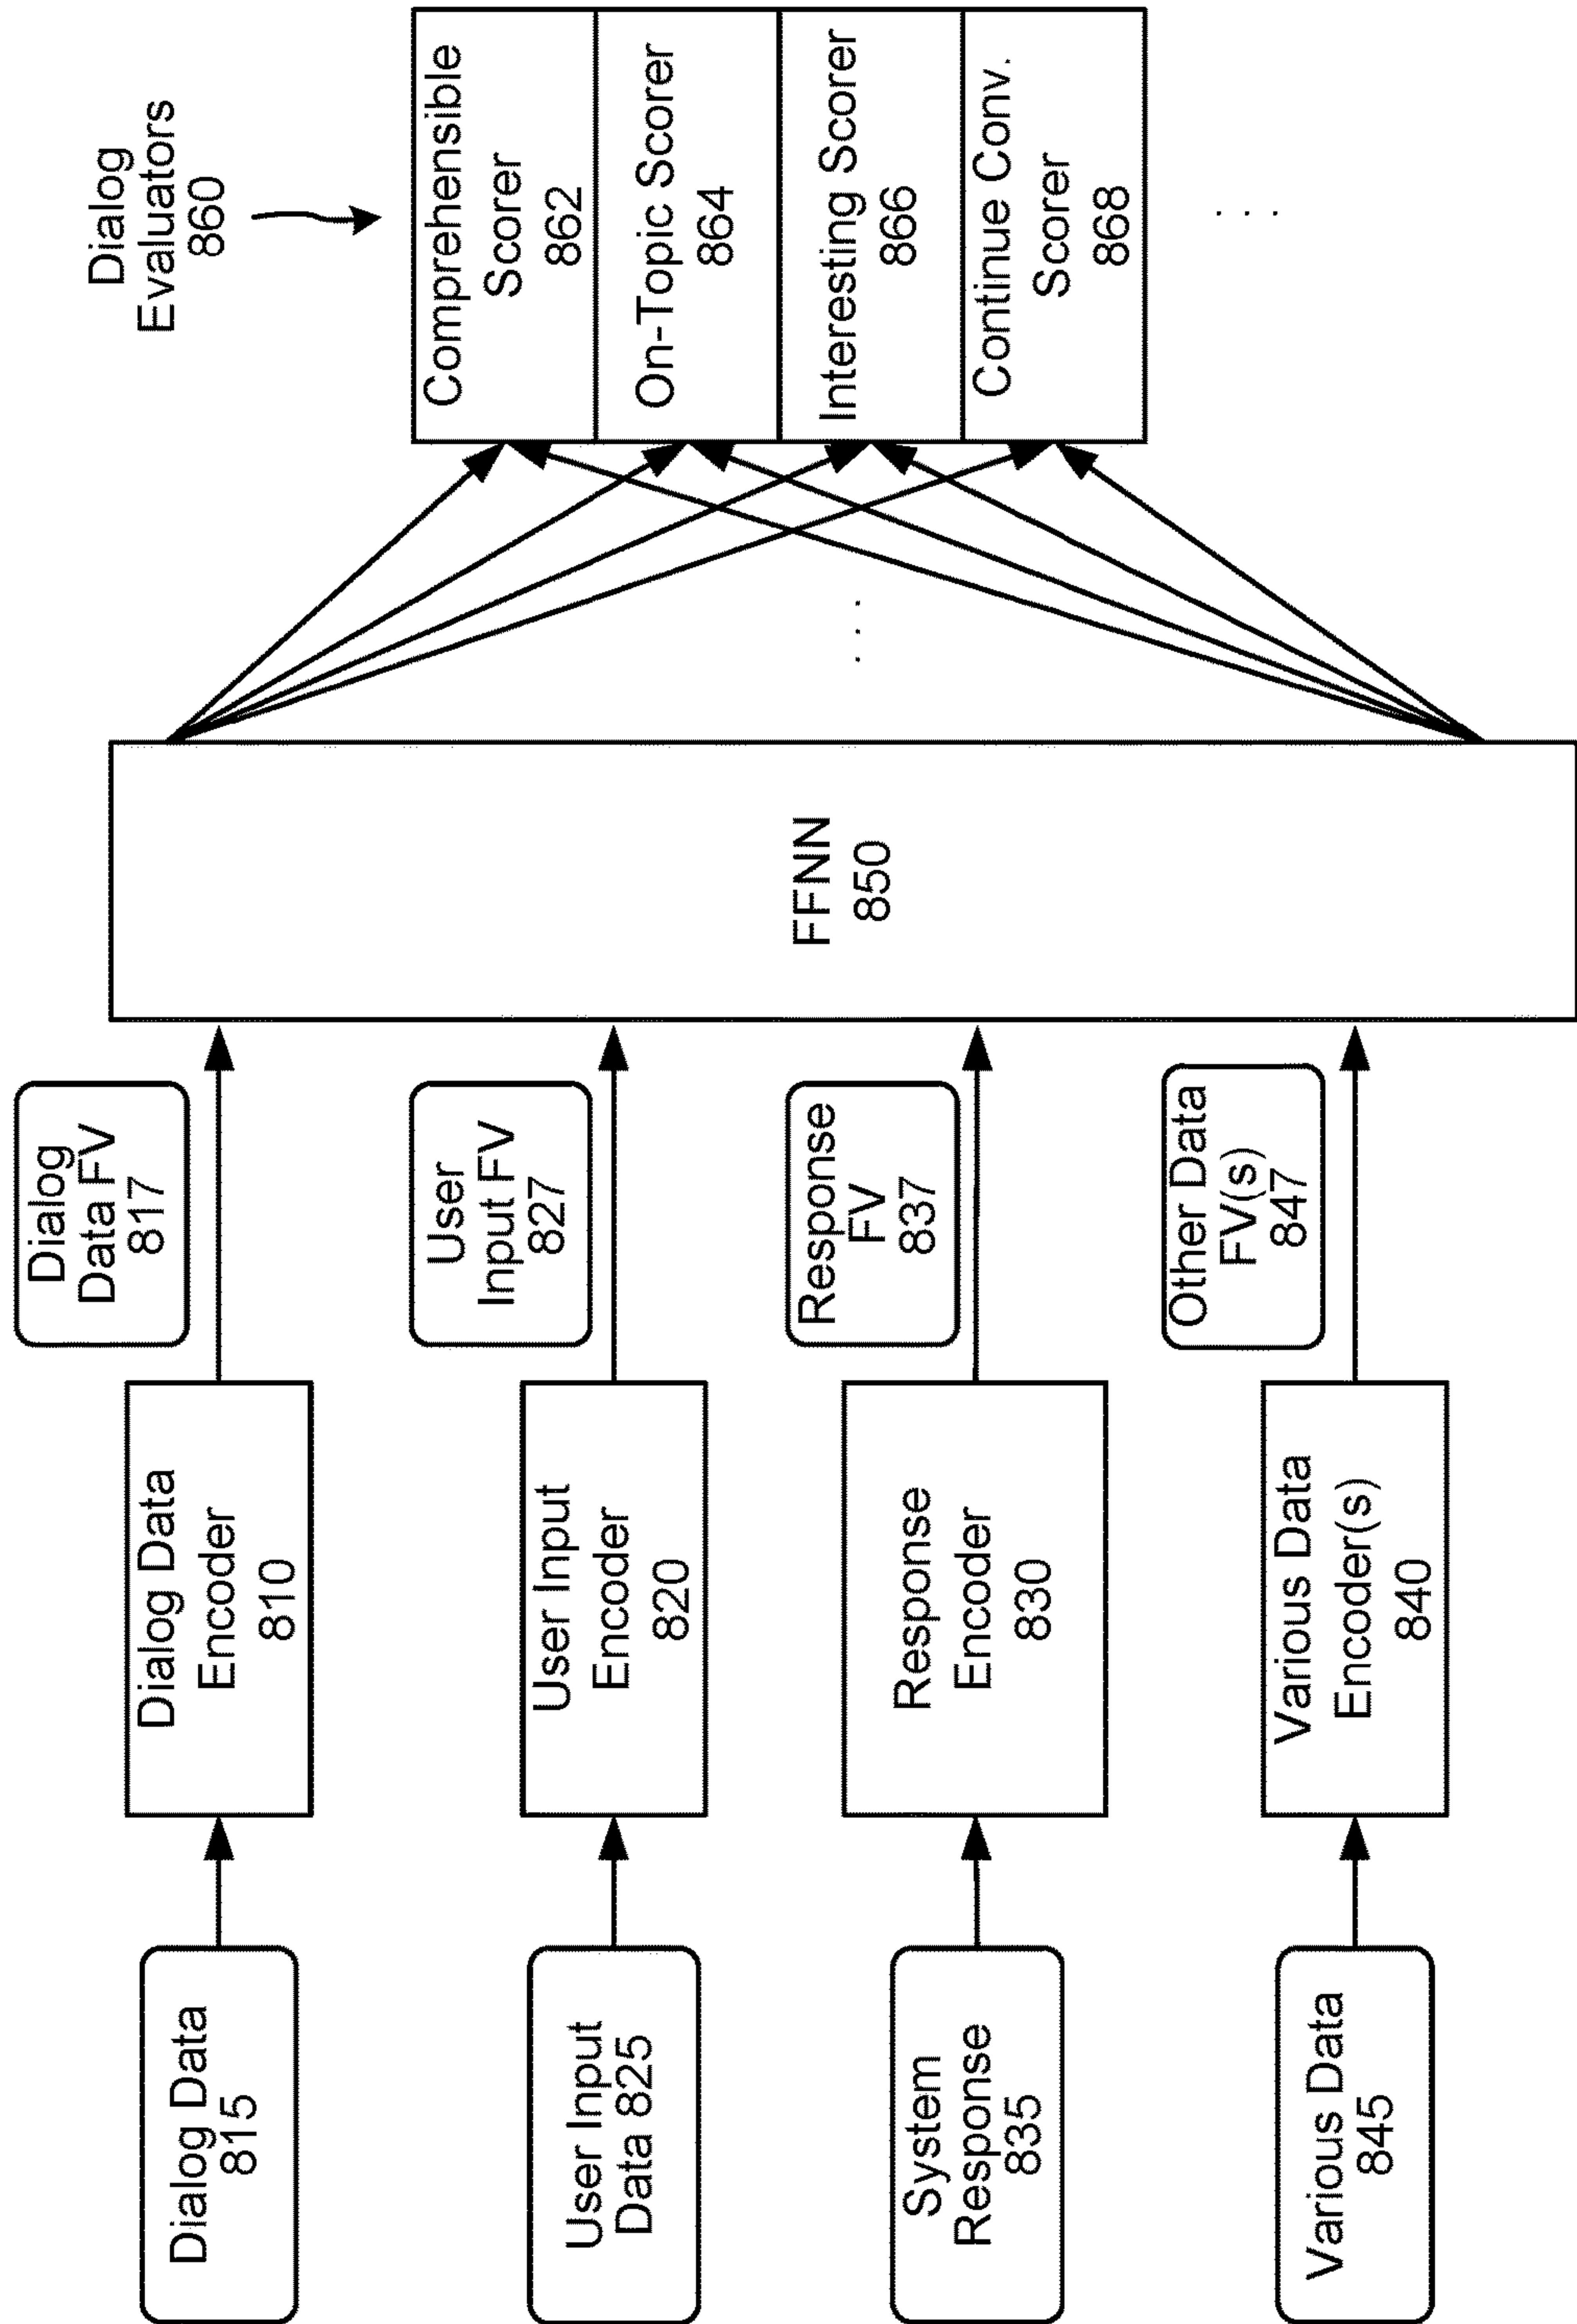 Dialog Data
815
Dialog Data
Encoder
810
Dialog
Data FV
817
User Input
Data 825
User Input
Encoder
820
User
Input FV
827
System
Response
835
Response
Encoder
830
Response
FV
837
Various Data
845
Various Data
Encoder(s)
840
Other Data
FV(s)
847
FFNN
850
. . .
Dialog
Evaluators
860
Comprehensible
Scorer
862
On-Topic Scorer
864
Interesting Scorer
866
Continue Conv.
Scorer
868
. . .